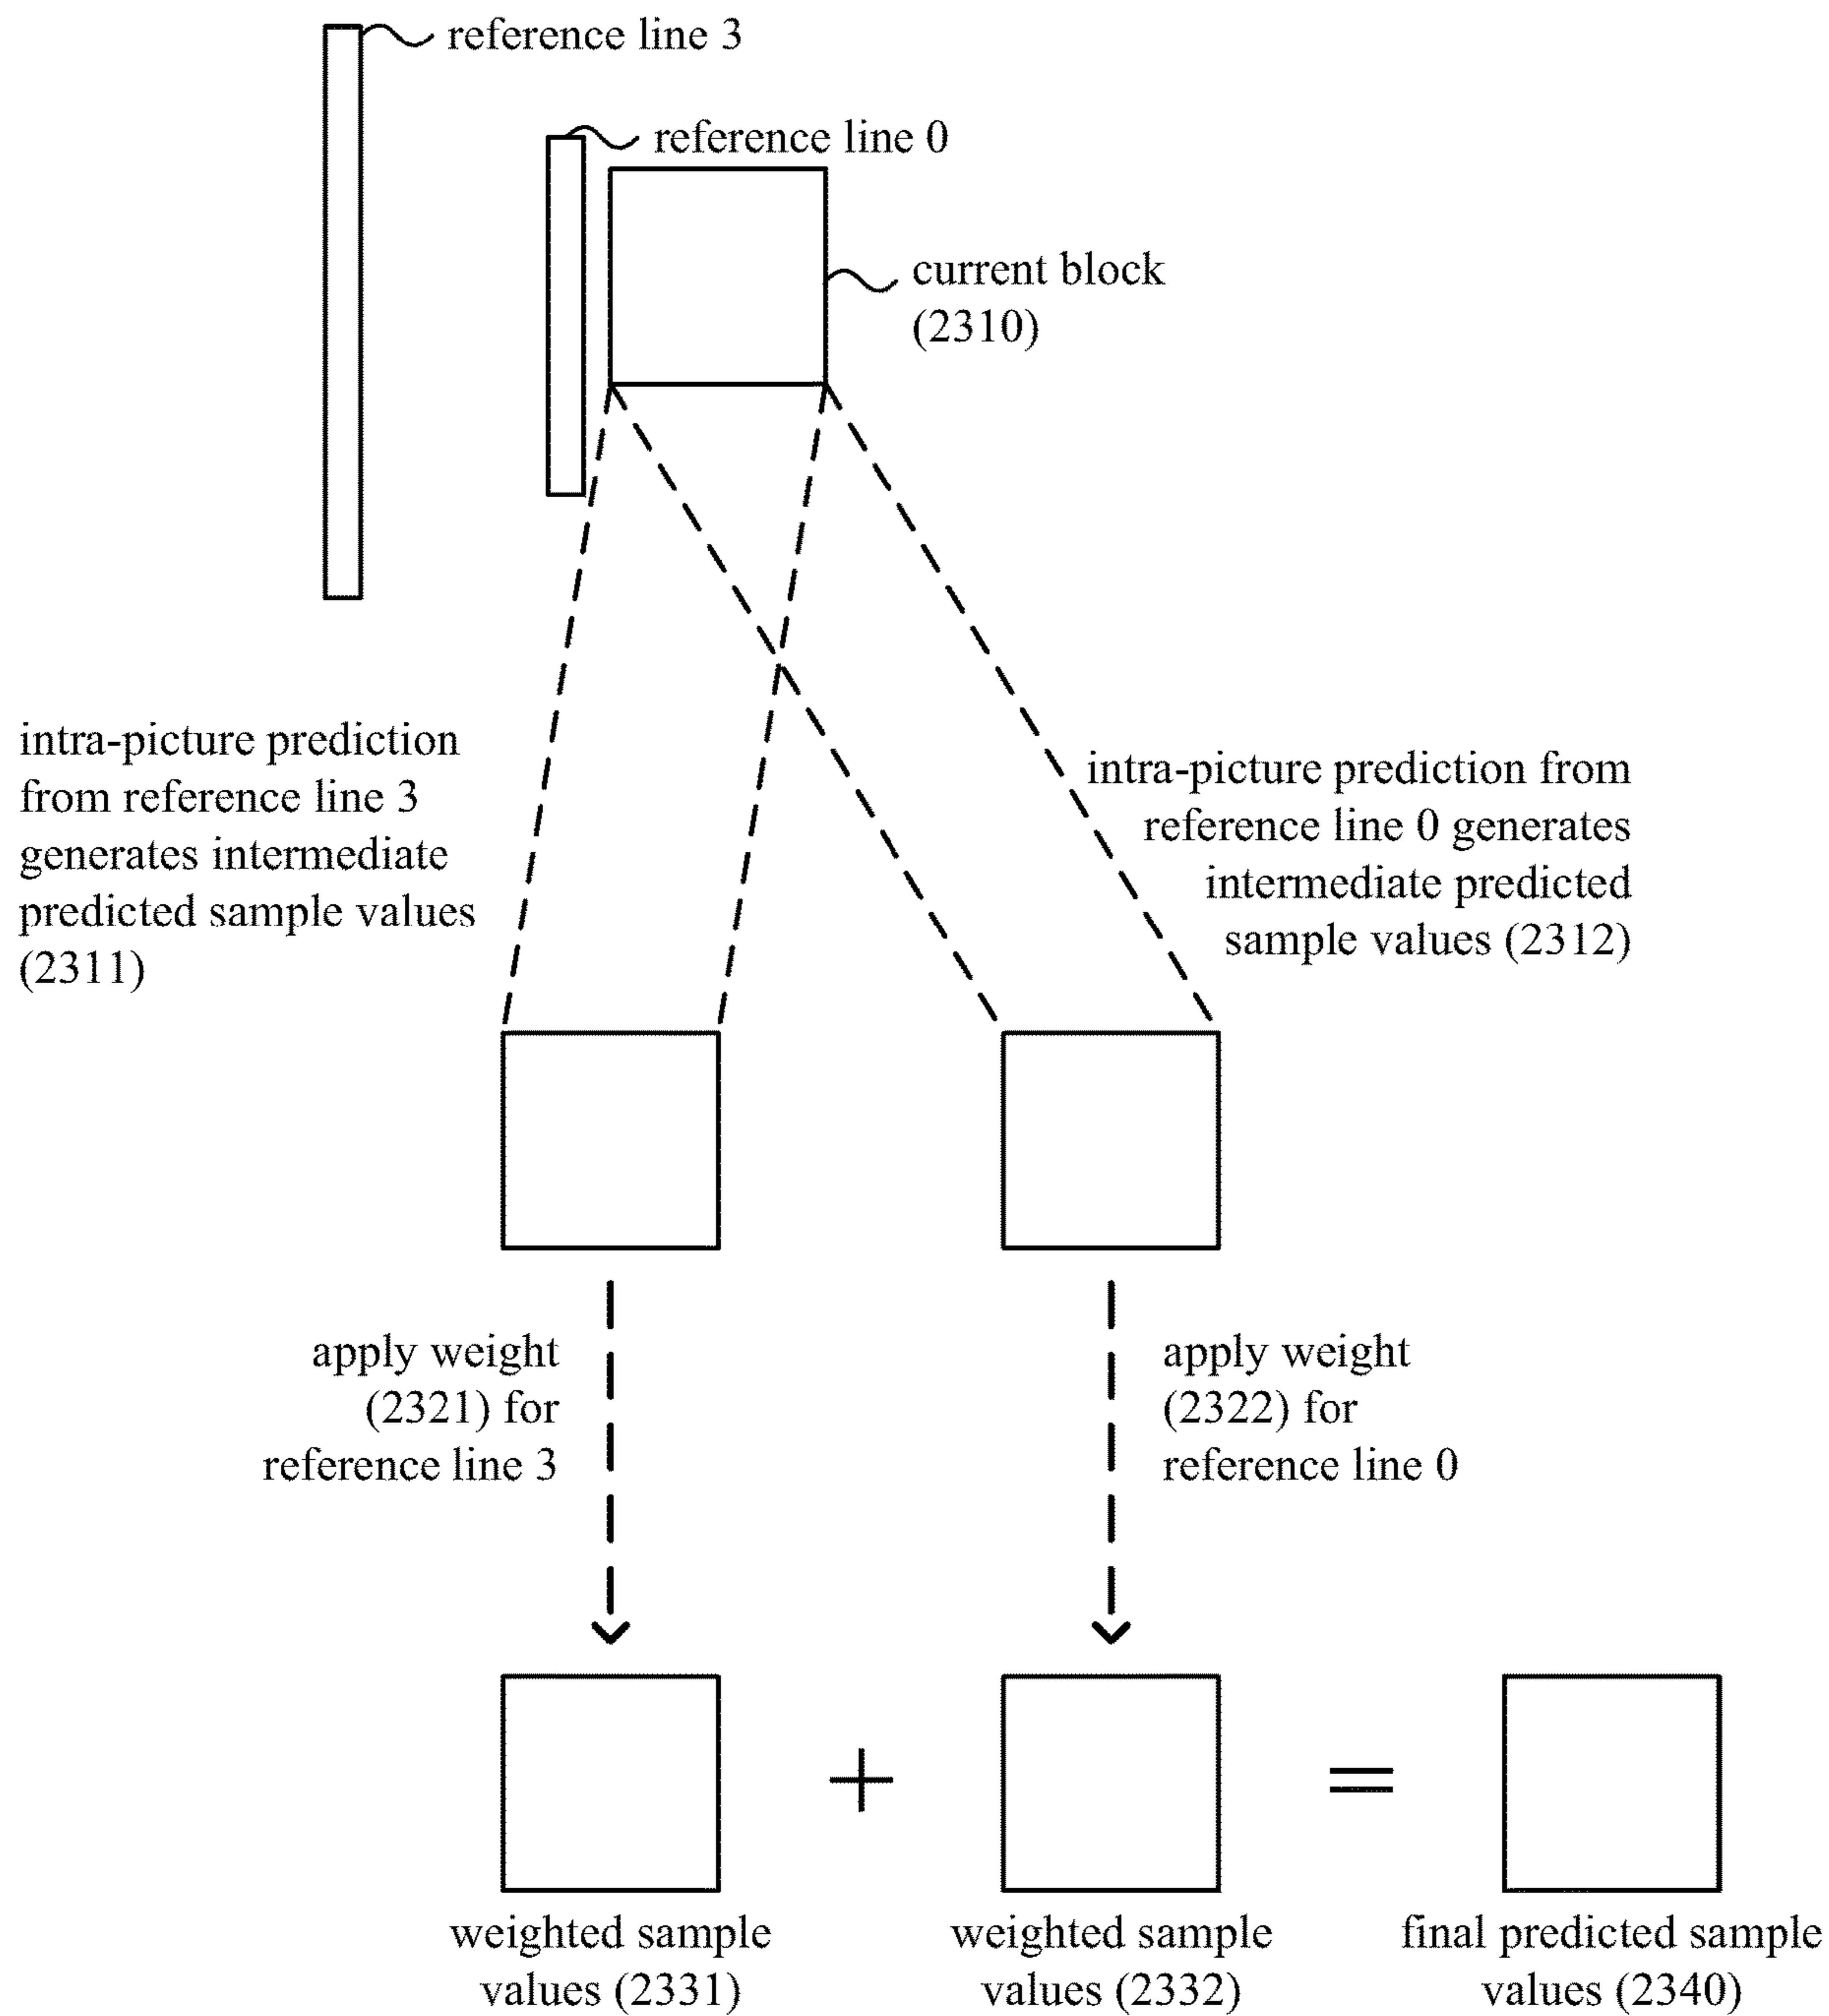 reference line 3
reference line 0
current block
(2310)
intra-picture prediction
from reference line 3
generates intermediate
predicted sample values
(2311)
intra-picture prediction from
reference line 0 generates
intermediate predicted
sample values (2312)
apply weight
(2321) for
reference line 3
apply weight
(2322) for
reference line 0
+
=
weighted sample
values (2331)
weighted sample
values (2332)
final predicted sample
values (2340)